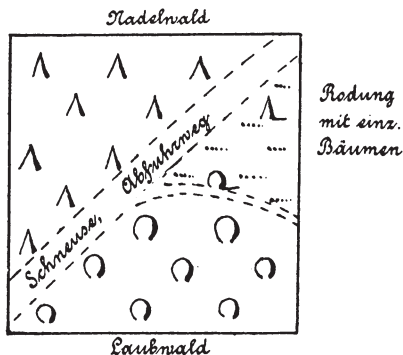 Nadelwald
Rodung
mit einz.
Bäumen
Schneuse, Abfuhrweg
Laubwald